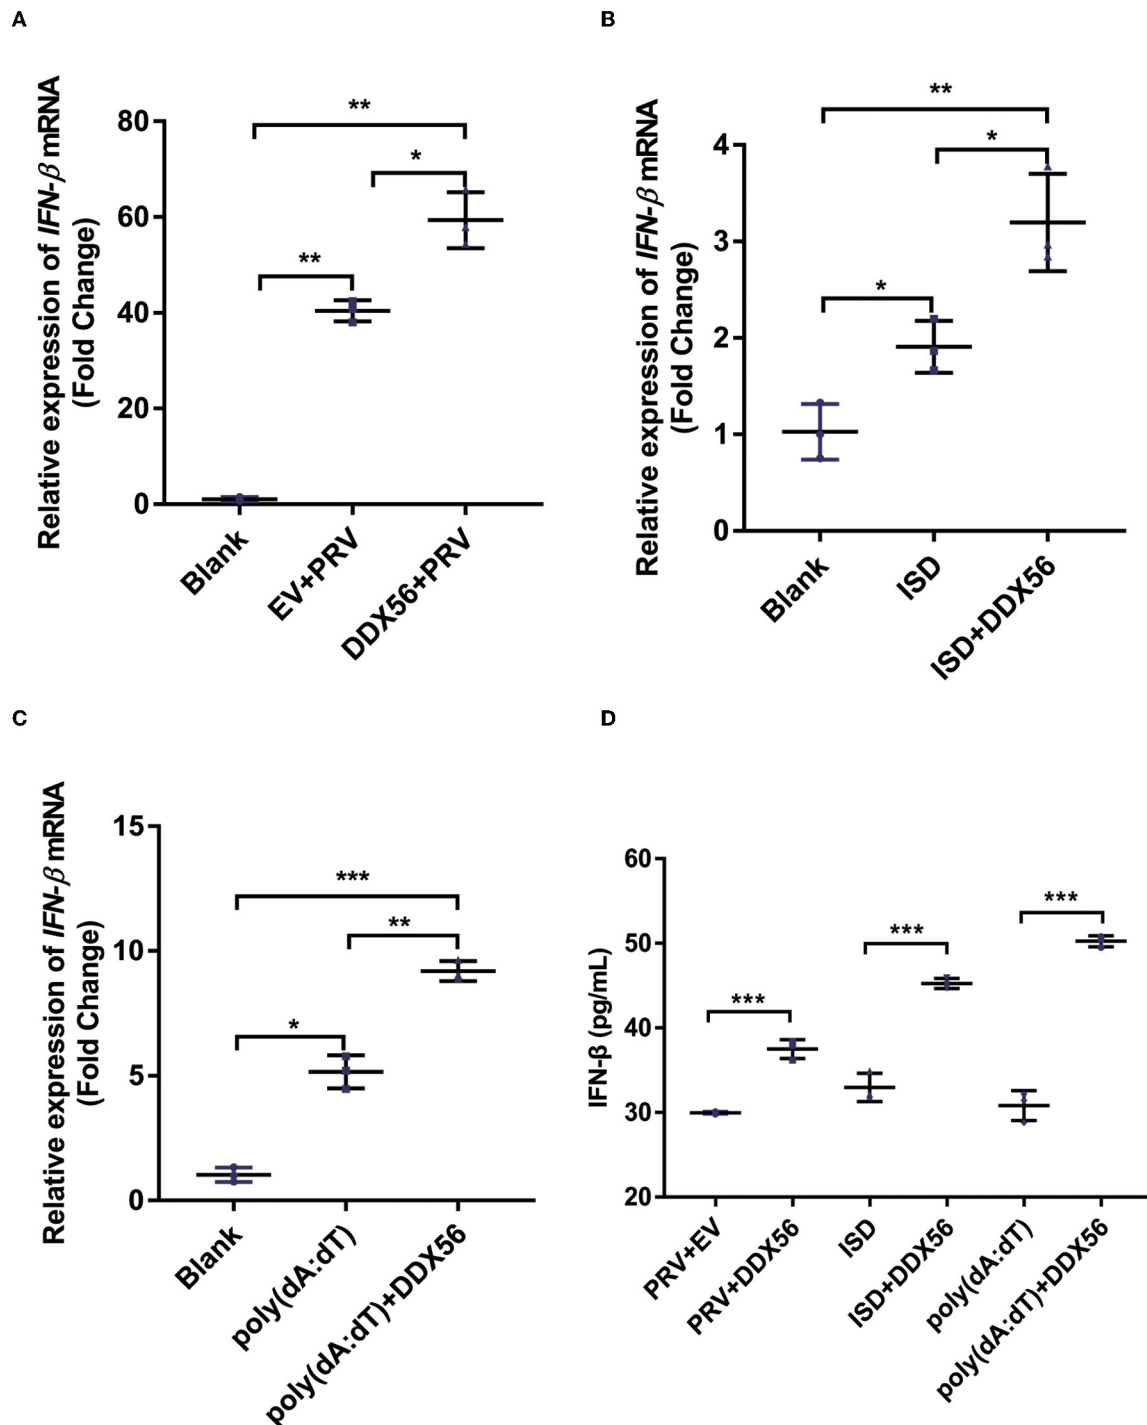 A
Relative expression of IFN-β mRNA
(Fold Change)
80
60
40
20
0
**
*
**
Blank
EV+PRV
DDX56+PRV
B
Relative expression of IFN-β mRNA
(Fold Change)
4
3
2
1
0
**
*
*
Blank
ISD
ISD+DDX56
C
Relative expression of IFN-β mRNA
(Fold Change)
15
10
5
0
***
**
*
Blank
poly(dA:dT)
poly(dA:dT)+DDX56
D
IFN-β (pg/mL)
60
50
40
30
20
***
***
***
PRV+EV
PRV+DDX56
ISD
ISD+DDX56
poly(dA:dT)
poly(dA:dT)+DDX56